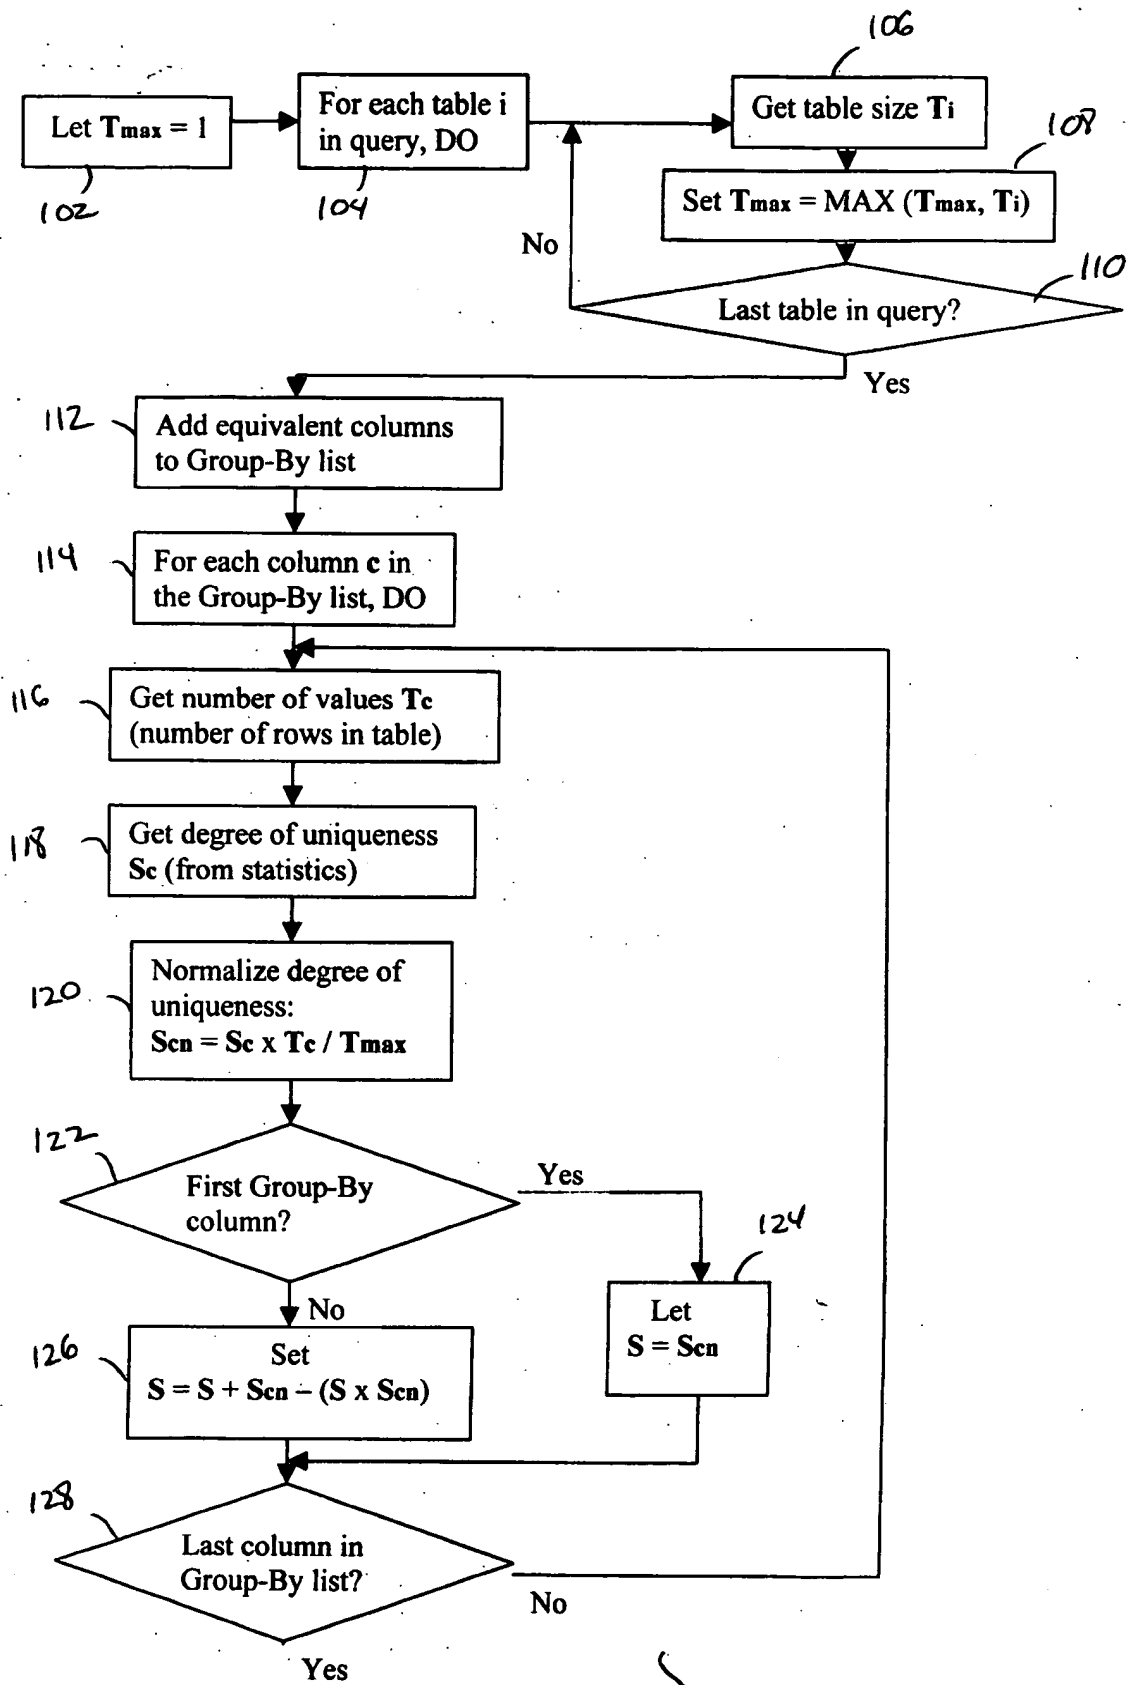 106
Let Tmax = 1
102
For each table i
in query, DO
104
Get table size Ti
108
Set Tmax = MAX (Tmax, Ti)
No
110
Last table in query?
Yes
112
Add equivalent columns
to Group-By list
114
For each column c in
the Group-By list, DO
116
Get number of values Tc
(number of rows in table)
118
Get degree of uniqueness
Sc (from statistics)
120
Normalize degree of
uniqueness:
Scn = Sc x Tc / Tmax
122
First Group-By
column?
Yes
124
Let
S = Scn
No
126
Set
S = S + Scn – (S x Scn)
128
Last column in
Group-By list?
No
Yes